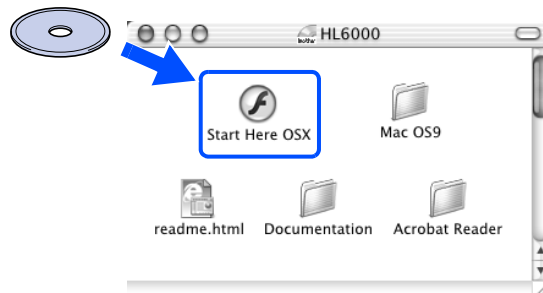 HL6000
Start Here OSX
Mac OS9
readme.html
Documentation
Acrobat Reader